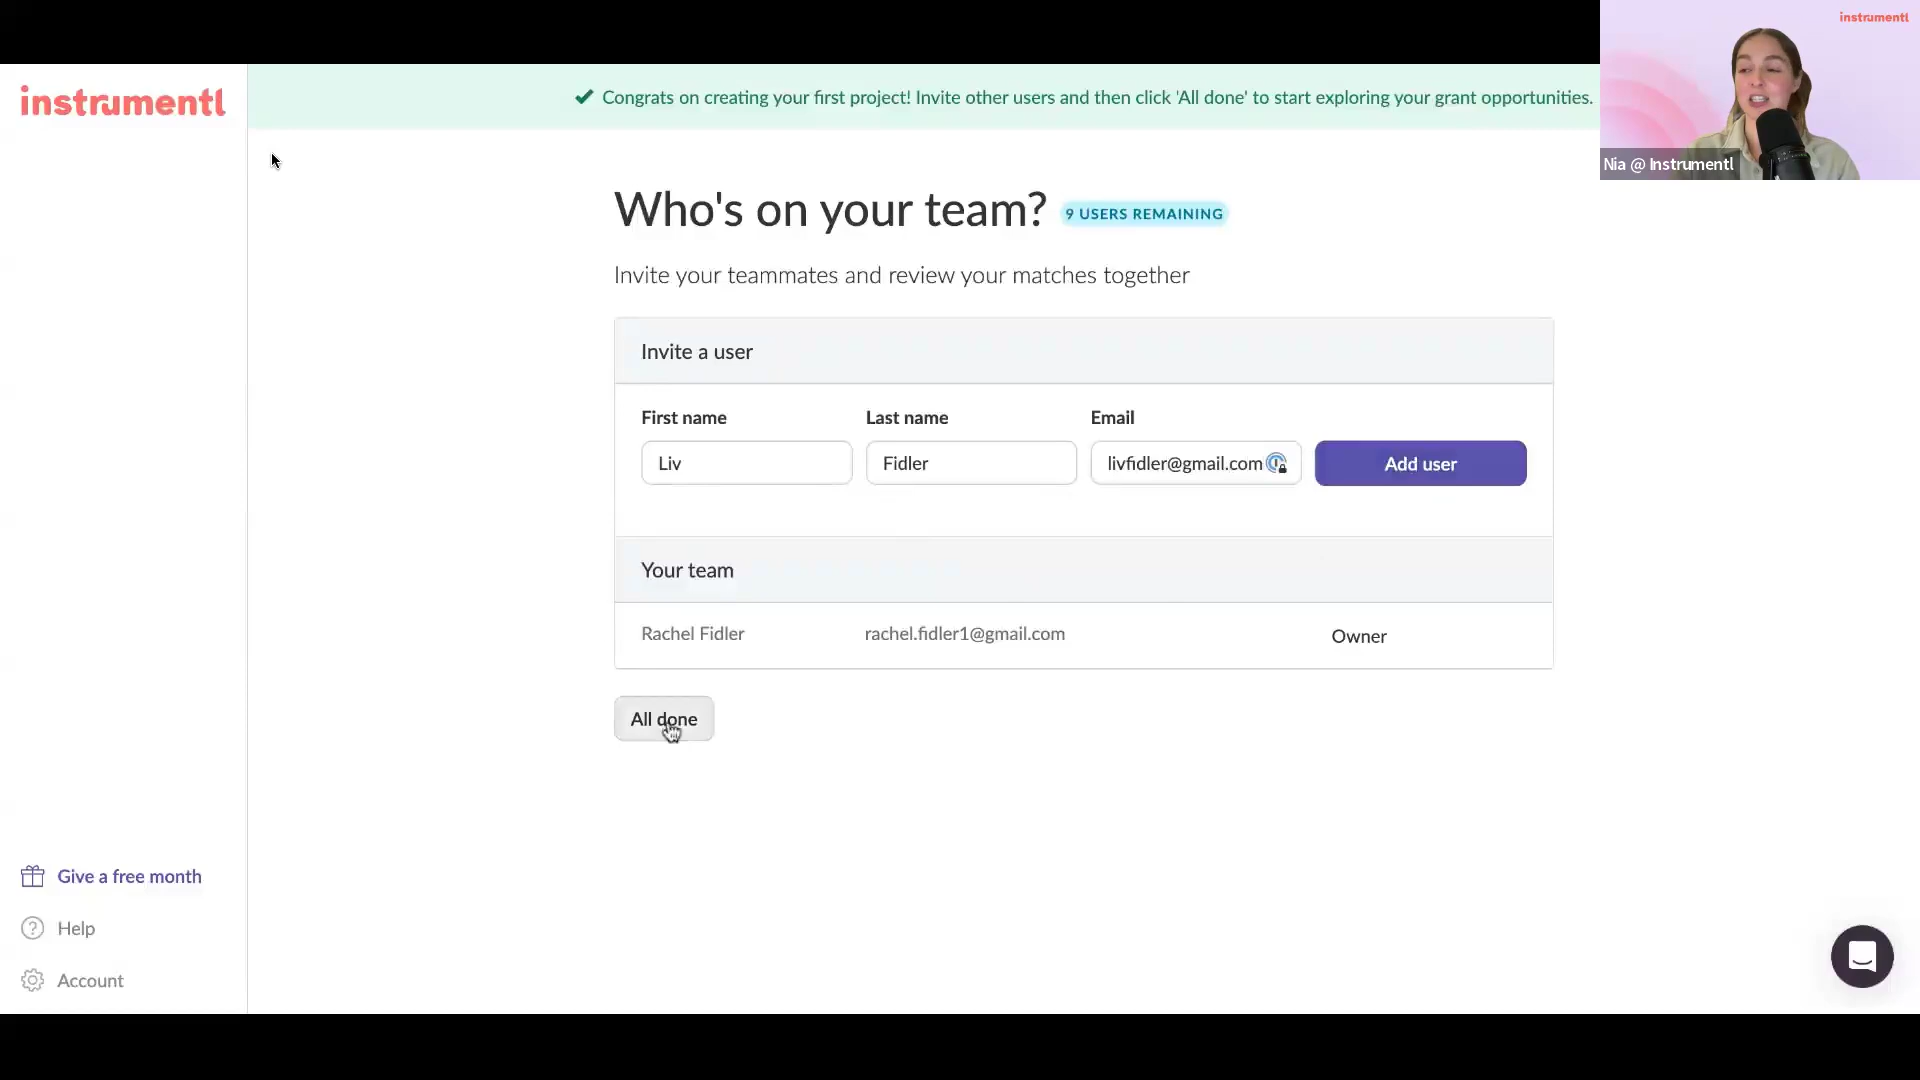 instrumentl
instrumentl
Congrats on creating your first project! Invite other users and then click 'All done' to start exploring your grant opportunities.
Nia @ Instrumentl
Who's on your team?
9 USERS REMAINING
Invite your teammates and review your matches together
Invite a user
First name Last name Email
Liv Fidler livfidler@gmail.com Add user
Your team
Rachel Fidler rachel.fidler1@gmail.com Owner
All done
Give a free month
Help
Account